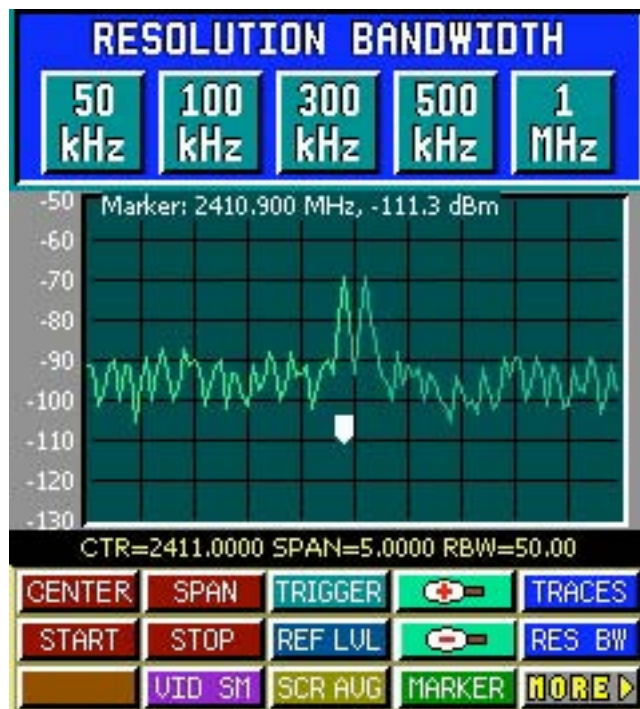 RESOLUTION BANDWIDTH
50 kHz 100 kHz 300 kHz 500 kHz 1 MHz
Marker: 2410.900 MHz, -111.3 dBm
-50
-60
-70
-80
-90
-100
-110
-120
-130
CTR=2411.0000 SPAN=5.0000 RBW=50.00
CENTER SPAN TRIGGER TRACES
START STOP REF LVL RES BW
VID SM SCR AVG MARKER MORE